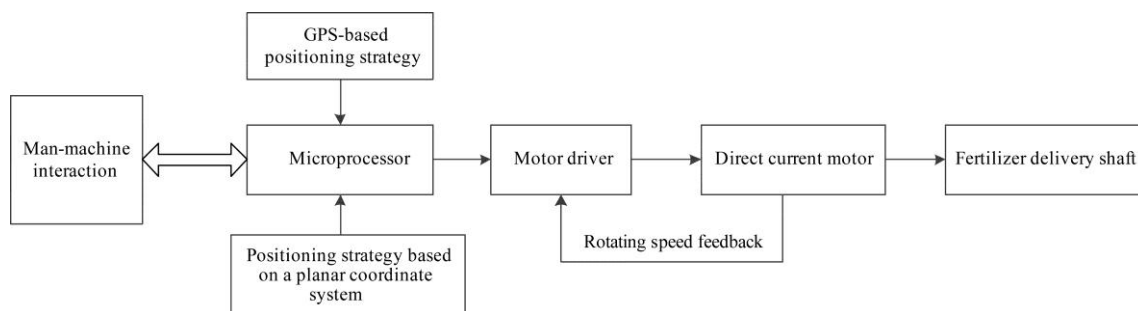 GPS-based
positioning strategy
Man-machine
interaction
Microprocessor
Motor driver
Direct current motor
Fertilizer delivery shaft
Rotating speed feedback
Positioning strategy based
on a planar coordinate
system